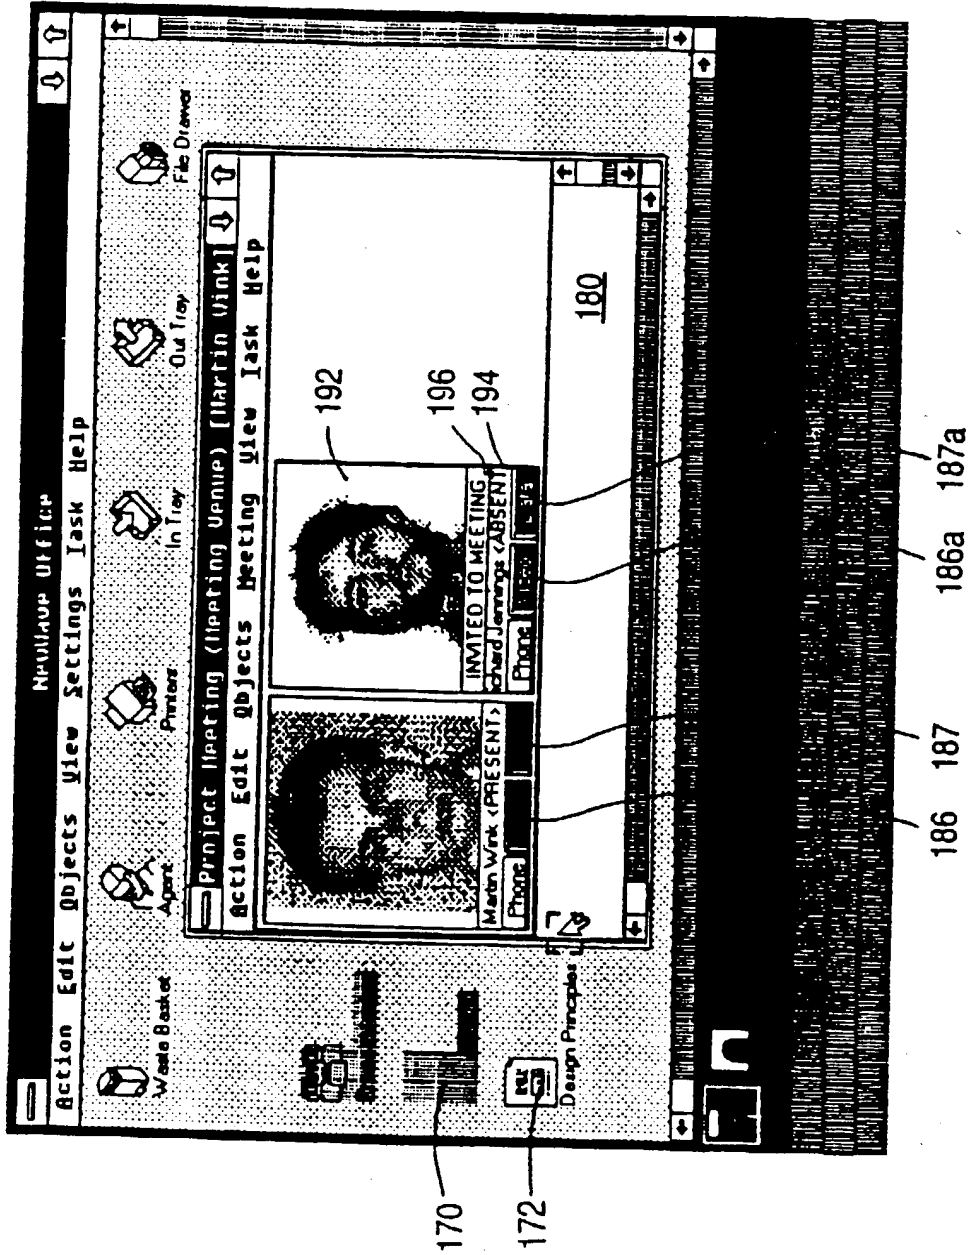 NewWave Office
Action Edit Objects View Settings Task Help
Waste Basket
Agent
Printers
In Tray
Out Tray
File Drawer
Project Meeting (Meeting Venue) [Martin Wink]
Action Edit Objects Meeting View Task Help
192
INVITED TO MEETING
196
Martin Wink <PRESENT>
chard Jennings <ABSENT
194
Phone
Phone
180
170
172
Design Principles
186
187
186a
187a